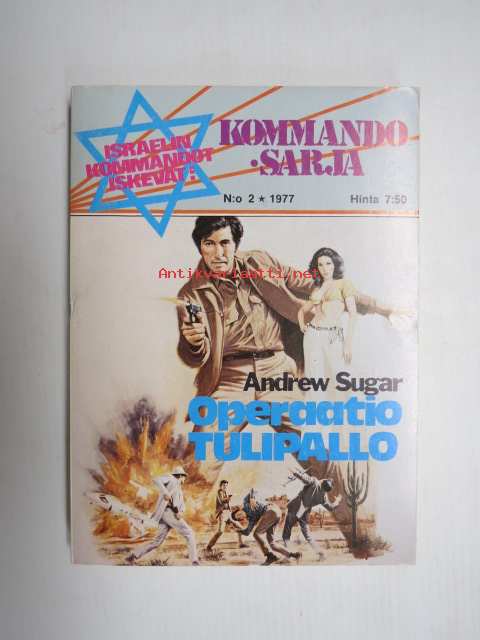 ISRAELIN
KOMMANDOT
ISKEVÄT!
KOMMANDO
•SARJA
N:o 2 ★ 1977
Hinta 7:50
Antikvariaatti.net
Andrew Sugar
Operaatio
TULIPALLO